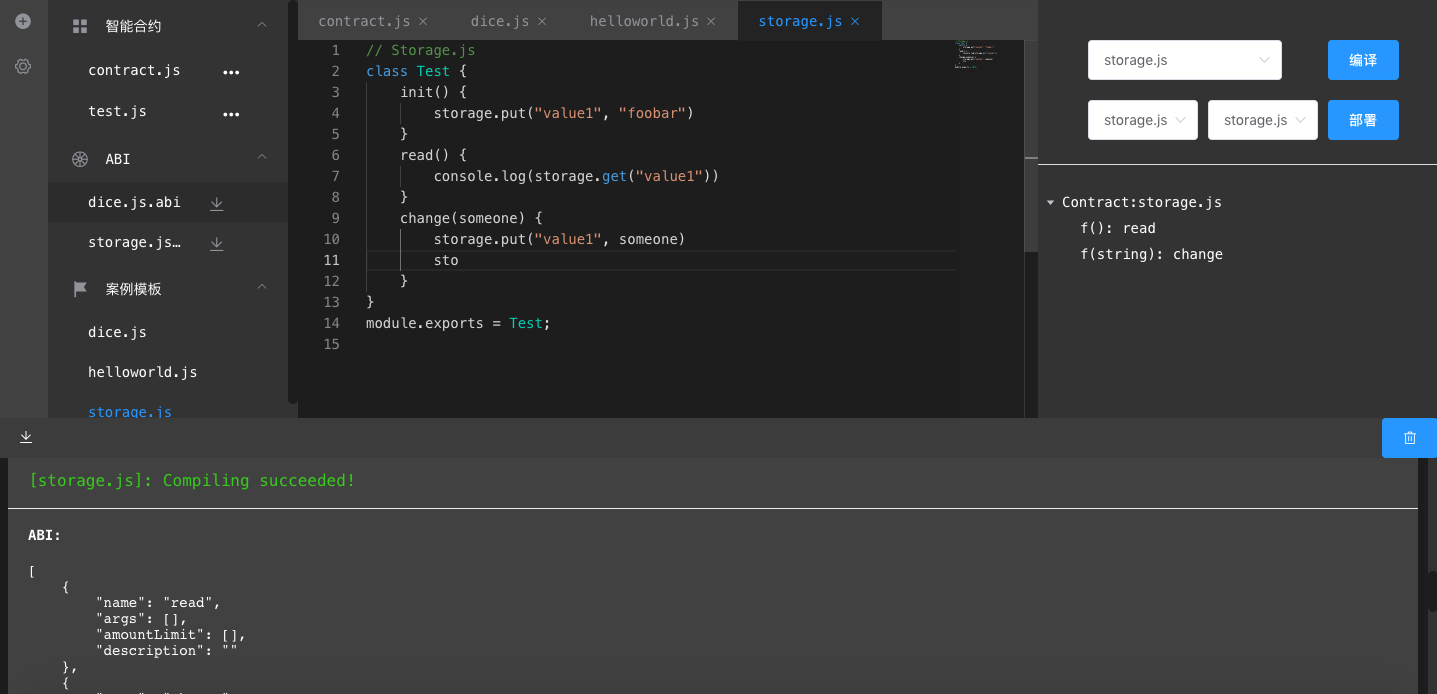 智能合约
contract.js
test.js
ABI
dice.js.abi
storage.js…
案例模板
dice.js
helloworld.js
storage.js
contract.js dice.js helloworld.js storage.js
1 // Storage.js
2 class Test {
3 init() {
4 storage.put("value1", "foobar")
5 }
6 read() {
7 console.log(storage.get("value1"))
8 }
9 change(someone) {
10 storage.put("value1", someone)
11 sto
12 }
13 }
14 module.exports = Test;
15
storage.js 编译
storage.js storage.js 部署
Contract:storage.js
f(): read
f(string): change
[storage.js]: Compiling succeeded!
ABI:
[
{
"name": "read",
"args": [],
"amountLimit": [],
"description": ""
},
{